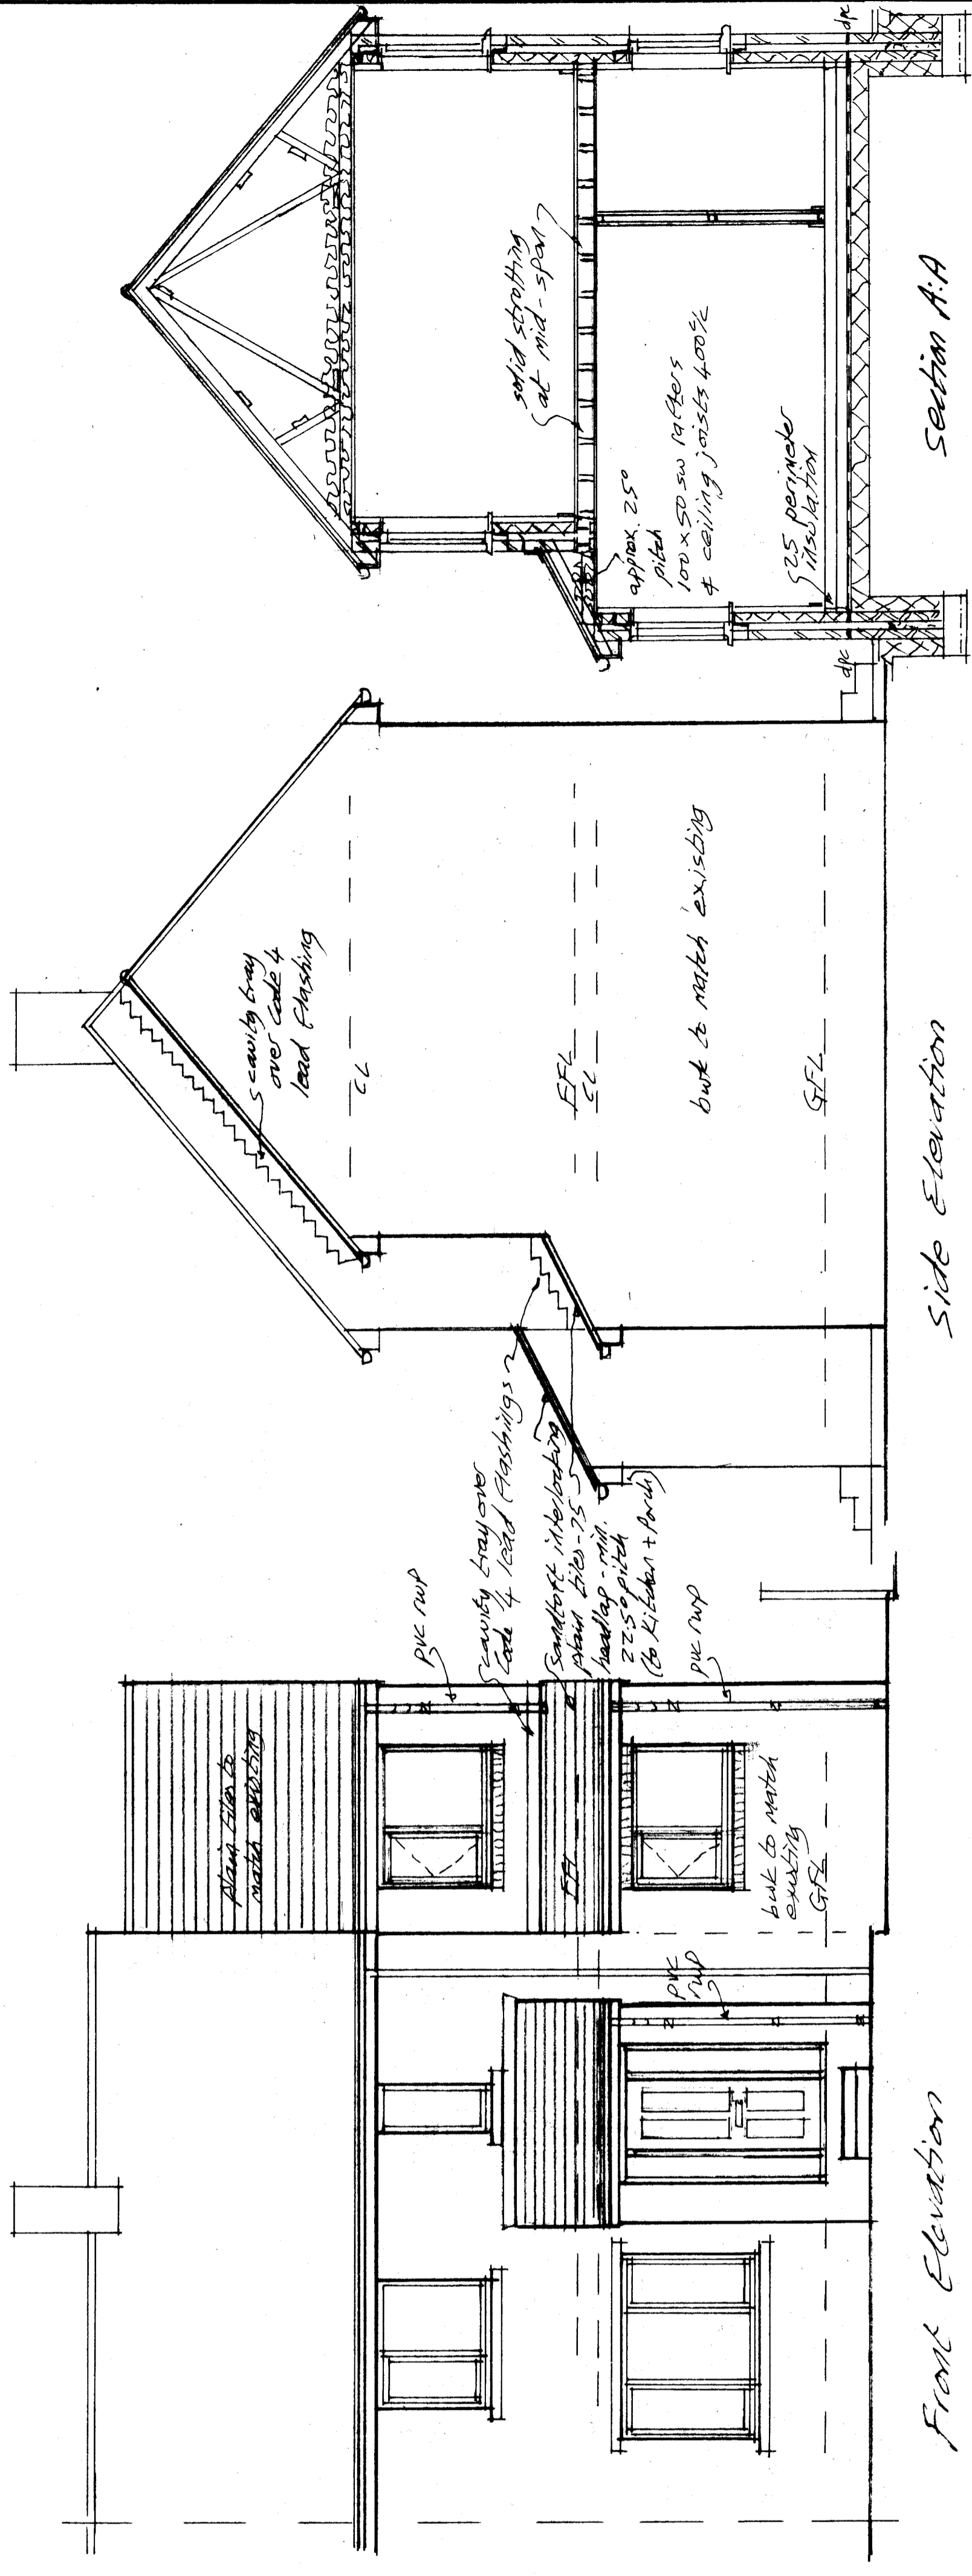 plain tiles to
match existing
pvc rwp
cavity tray over
Code 4 lead flashings
sandtoft interlocking
plain tiles - 75
headlap - min.
22.5° pitch
(to Kitchen + Porch)
pvc rwp
FFL
bwk to match
existing
GFL
pvc
rwp
Front Elevation
cavity tray
over code 4
lead flashing
CL
FFL
CL
bwk to match existing
GFL
Side Elevation
solid strutting
at mid-span
approx. 25°
pitch
100 x 50 sw rafters
& ceiling joists 400 c/c
25 perimeter
insulation
dpc
dpc
Section A:A